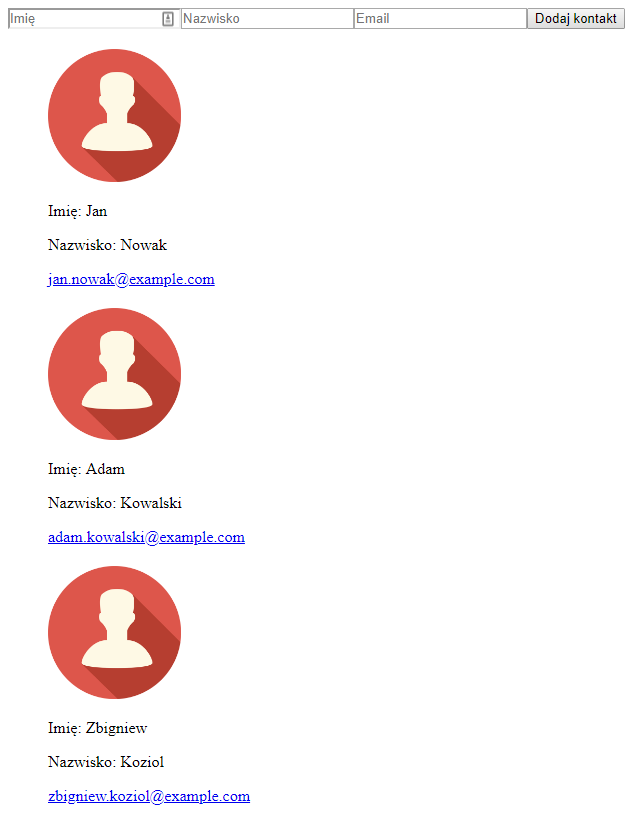 Imię Nazwisko Email Dodaj kontakt
Imię: Jan
Nazwisko: Nowak
jan.nowak@example.com
Imię: Adam
Nazwisko: Kowalski
adam.kowalski@example.com
Imię: Zbigniew
Nazwisko: Koziol
zbigniew.koziol@example.com